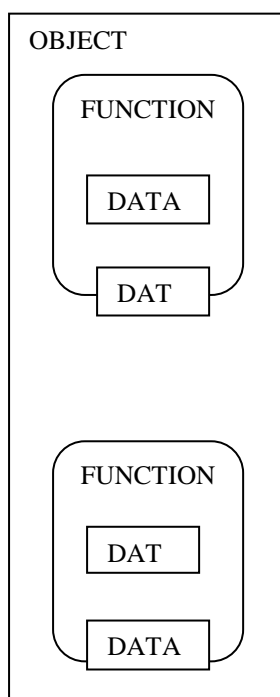 OBJECT
FUNCTION
DATA
DAT
FUNCTION
DAT
DATA